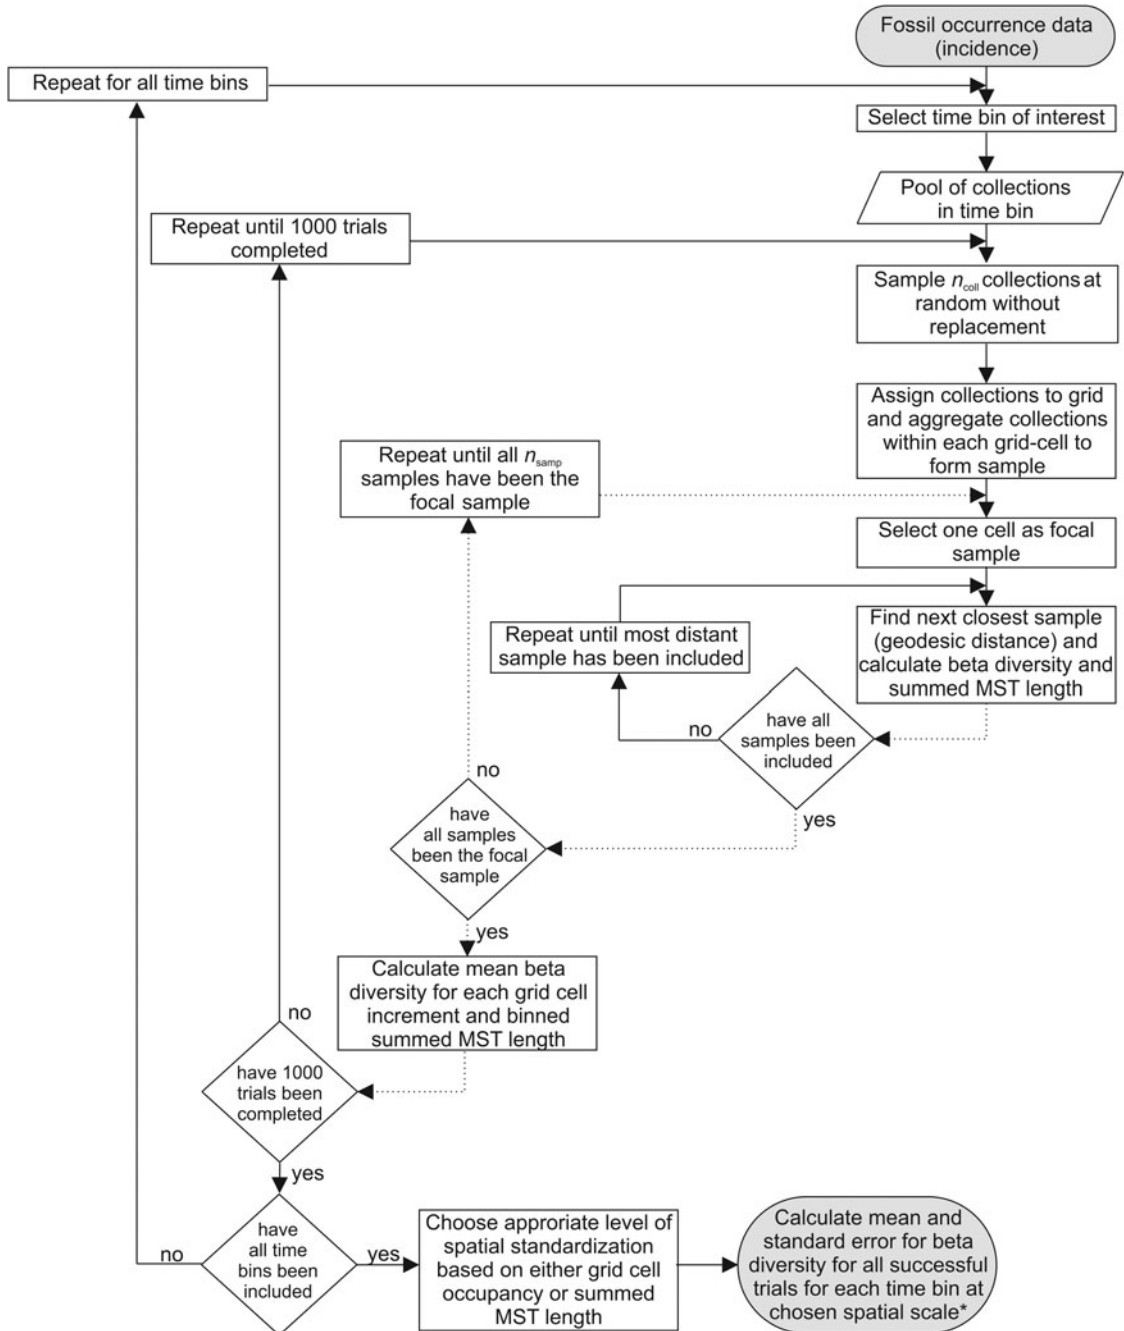 Fossil occurrence data
(incidence)
Repeat for all time bins
Select time bin of interest
Pool of collections
in time bin
Repeat until 1000 trials
completed
Sample ncoll collections at
random without
replacement
Assign collections to grid
and aggregate collections
within each grid-cell to
form sample
Repeat until all nsamp
samples have been the
focal sample
Select one cell as focal
sample
Find next closest sample
(geodesic distance) and
calculate beta diversity and
summed MST length
Repeat until most distant
sample has been included
have all
samples been
included
no
yes
no
have
all samples
been the focal
sample
yes
Calculate mean beta
diversity for each grid cell
increment and binned
summed MST length
no
have 1000
trials been
completed
yes
have
all time
bins been
included
no
yes
Choose approriate level of
spatial standardization
based on either grid cell
occupancy or summed
MST length
Calculate mean and
standard error for beta
diversity for all successful
trials for each time bin at
chosen spatial scale*